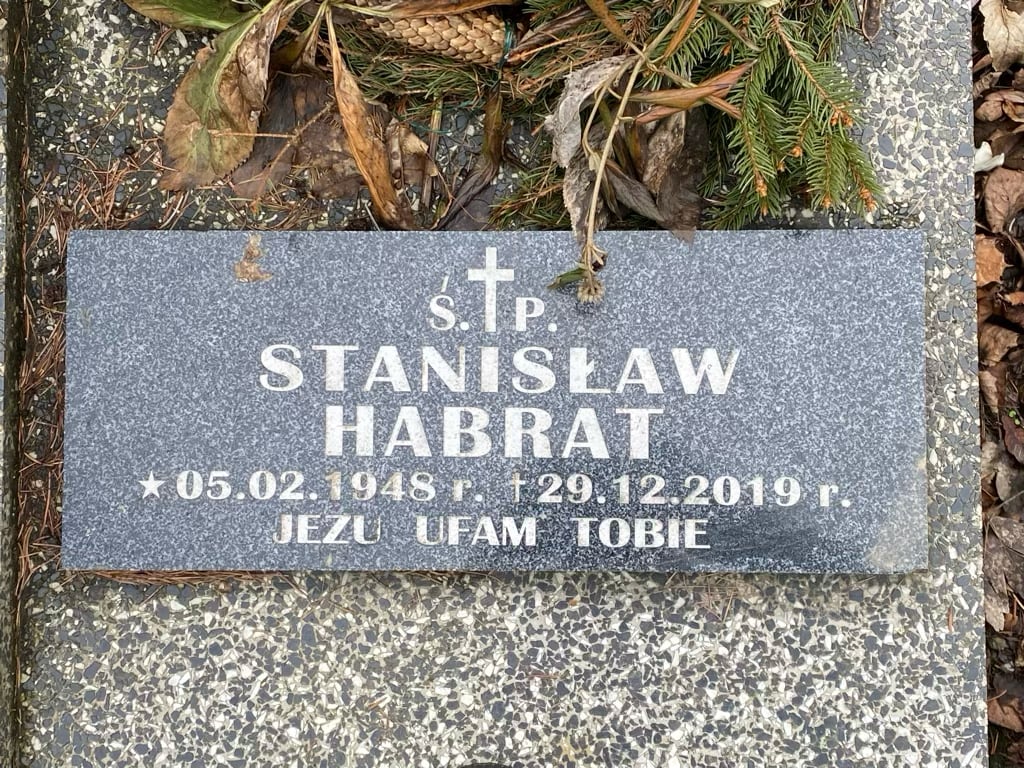 Ś. P.
STANISŁAW
HABRAT
★ 05.02.1948 r. † 29.12.2019 r.
JEZU UFAM TOBIE